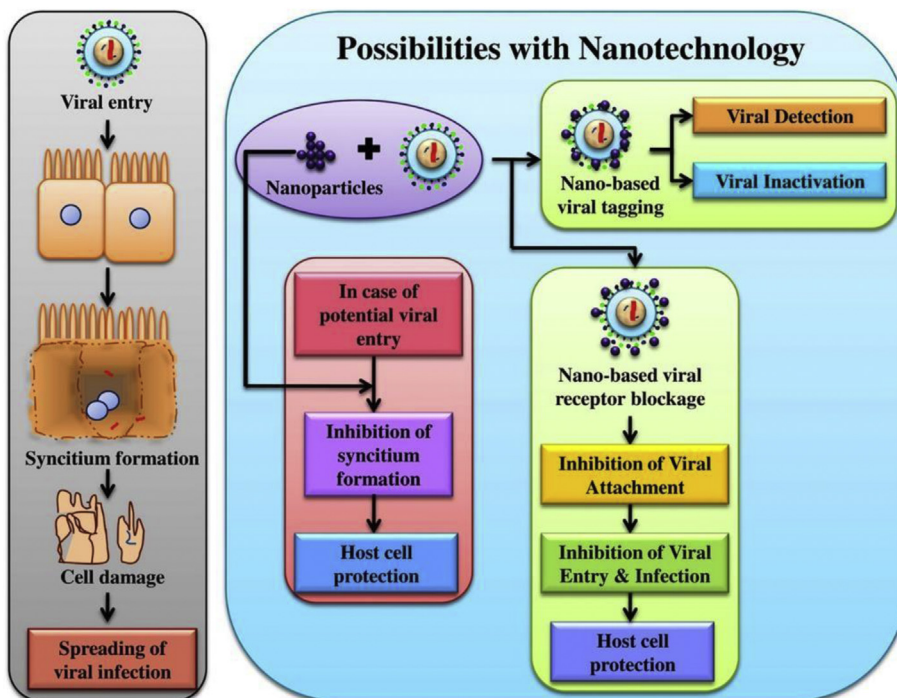 Viral entry
Syncitium formation
Cell damage
Spreading of
viral infection
Possibilities with Nanotechnology
Nanoparticles
Nano-based
viral tagging
Viral Detection
Viral Inactivation
In case of
potential viral
entry
Inhibition of
syncitium
formation
Host cell
protection
Nano-based viral
receptor blockage
Inhibition of Viral
Attachment
Inhibition of Viral
Entry & Infection
Host cell
protection